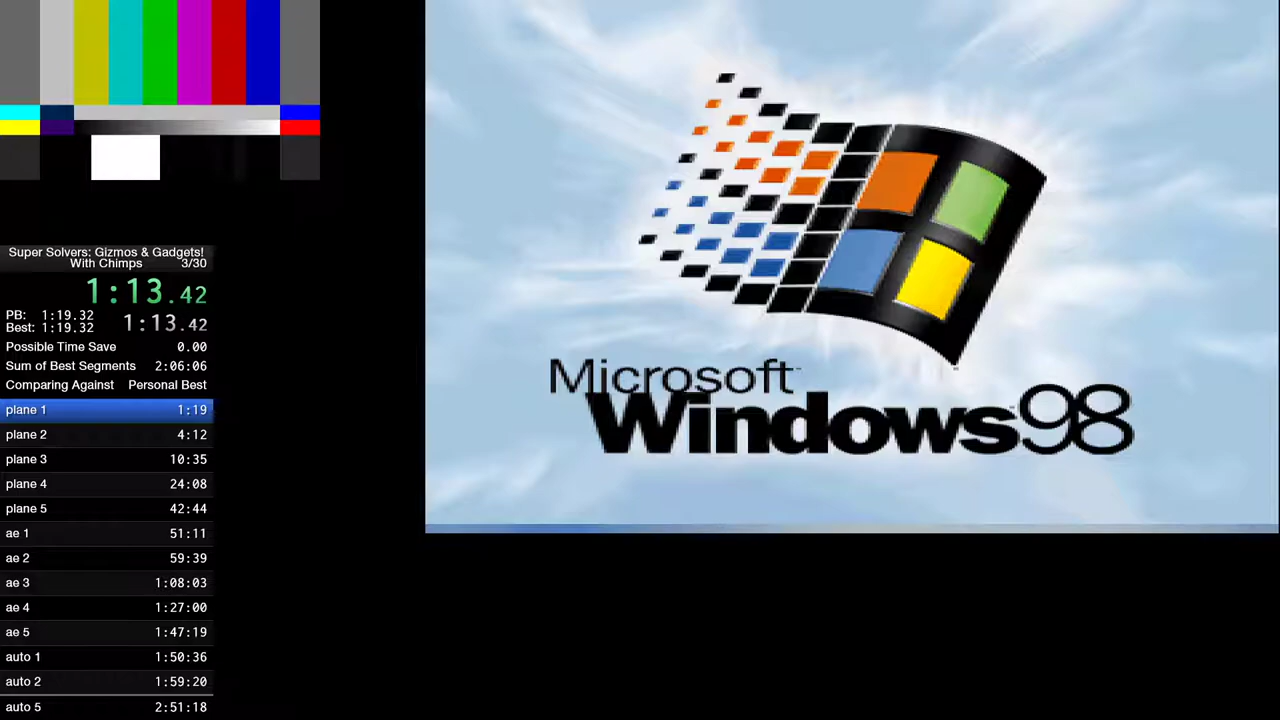 Super Solvers: Gizmos & Gadgets!
With Chimps 3/30
1:13.42
PB: 1:19.32
Best: 1:19.32 1:13.42
Possible Time Save 0.00
Sum of Best Segments 2:06:06
Comparing Against Personal Best
plane 1 1:19
plane 2 4:12
plane 3 10:35
plane 4 24:08
plane 5 42:44
ae 1 51:11
ae 2 59:39
ae 3 1:08:03
ae 4 1:27:00
ae 5 1:47:19
auto 1 1:50:36
auto 2 1:59:20
auto 5 2:51:18
Microsoft
Windows 98